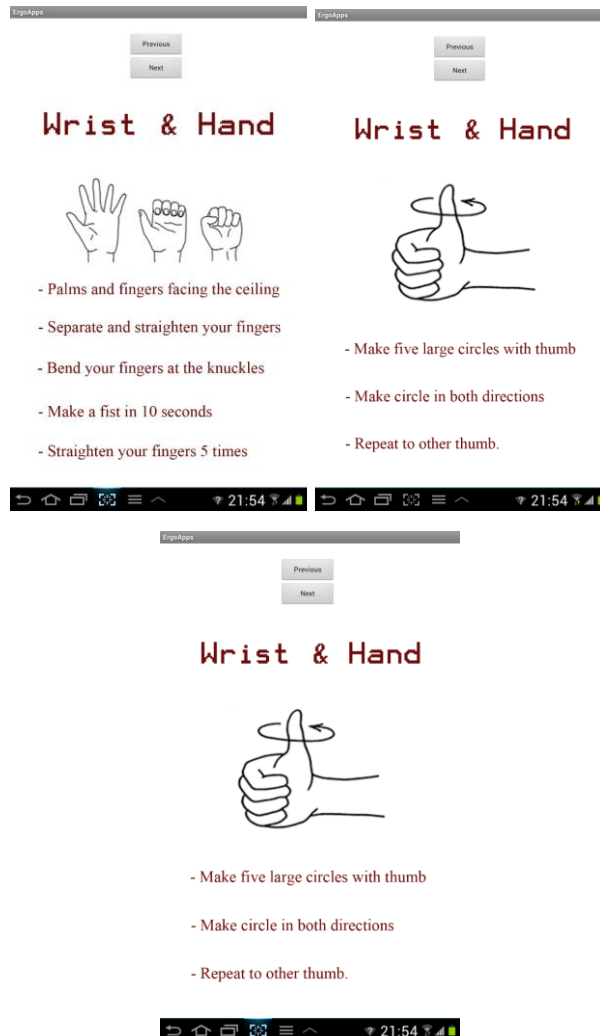 ErgoApps
Previous
Next
Wrist & Hand
- Palms and fingers facing the ceiling
- Separate and straighten your fingers
- Bend your fingers at the knuckles
- Make a fist in 10 seconds
- Straighten your fingers 5 times
21:54
ErgoApps
Previous
Next
Wrist & Hand
- Make five large circles with thumb
- Make circle in both directions
- Repeat to other thumb.
21:54
ErgoApps
Previous
Next
Wrist & Hand
- Make five large circles with thumb
- Make circle in both directions
- Repeat to other thumb.
21:54